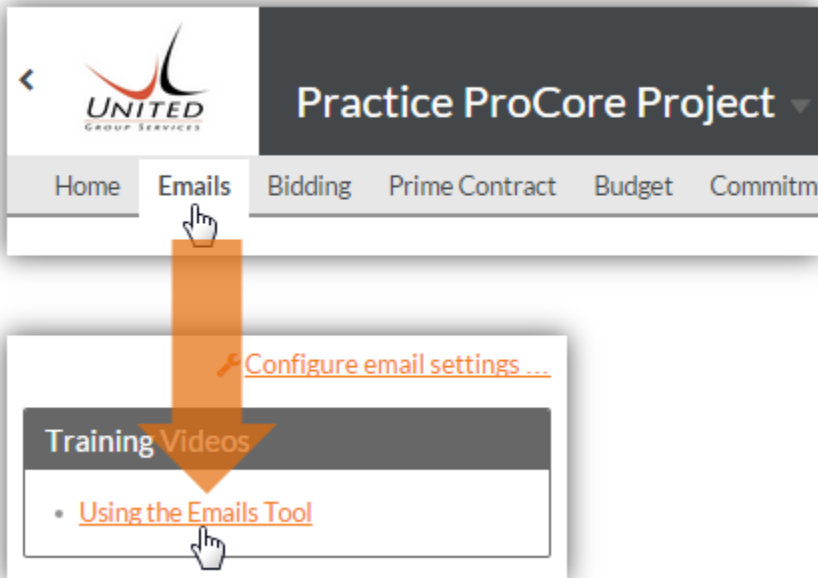 UNITED
GROUP SERVICES
Practice ProCore Project
Home Emails Bidding Prime Contract Budget Commitm
Configure email settings ...
Training Videos
Using the Emails Tool